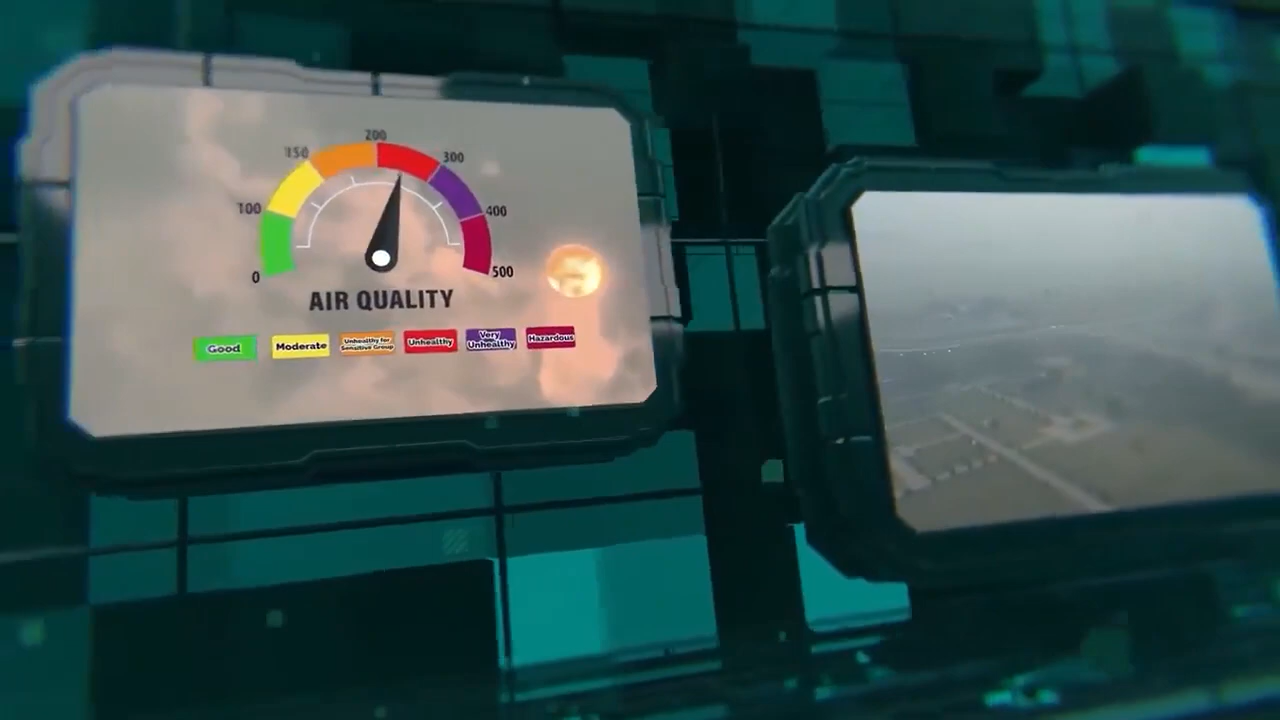 200
150
300
100
400
0
500
AIR QUALITY
Good
Moderate
Unhealthy for
Sensitive Group
Unhealthy
Very
Unhealthy
Hazardous